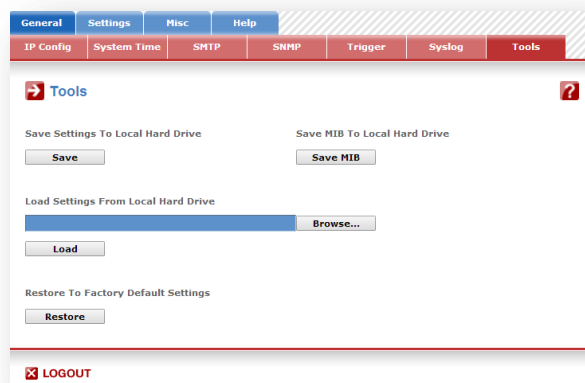 General Settings Misc Help
IP Config System Time SMTP SNMP Trigger Syslog Tools
Tools ?
Save Settings To Local Hard Drive Save MIB To Local Hard Drive
Save Save MIB
Load Settings From Local Hard Drive
Browse...
Load
Restore To Factory Default Settings
Restore
LOGOUT